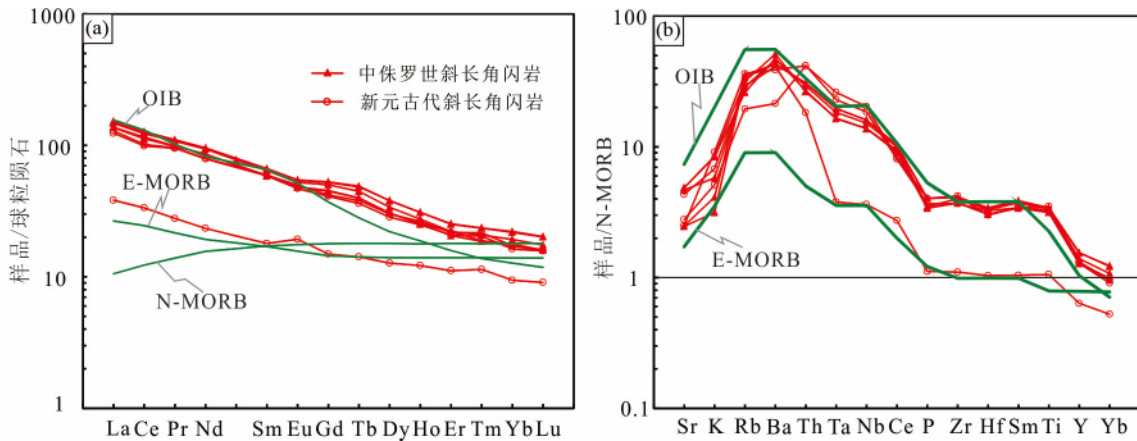 (a)
1000
100
10
1
样品/球粒陨石
OIB
E-MORB
N-MORB
中侏罗世斜长角闪岩
新元古代斜长角闪岩
La Ce Pr Nd Sm Eu Gd Tb Dy Ho Er Tm Yb Lu
(b)
100
10
1
0.1
样品/N-MORB
OIB
E-MORB
Sr K Rb Ba Th Ta Nb Ce P Zr Hf Sm Ti Y Yb